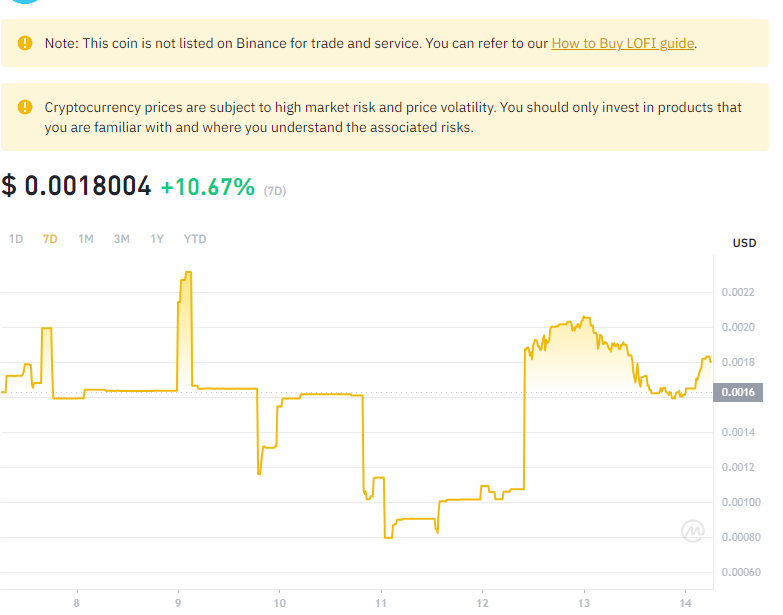 Note: This coin is not listed on Binance for trade and service. You can refer to our How to Buy LOFI guide.
Cryptocurrency prices are subject to high market risk and price volatility. You should only invest in products that
you are familiar with and where you understand the associated risks.
$ 0.0018004 +10.67% (7D)
1D 7D 1M 3M 1Y YTD
USD
0.0022
0.0020
0.0018
0.0016
0.0014
0.0012
0.00100
0.00080
0.00060
8 9 10 11 12 13 14